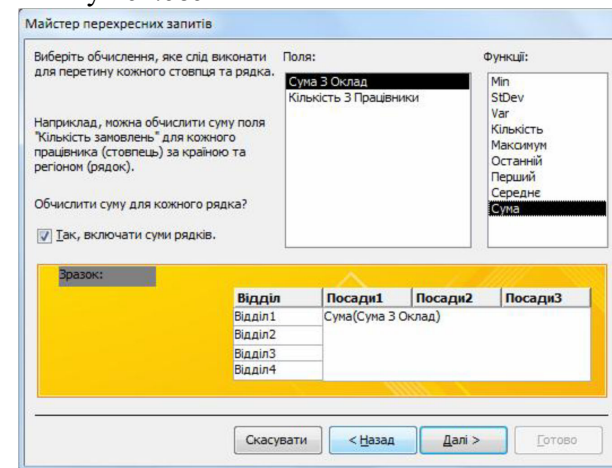 Майстер перехресних запитів
Виберіть обчислення, яке слід виконати
для перетину кожного стовпця та рядка.
Наприклад, можна обчислити суму поля
"Кількість замовлень" для кожного
працівника (стовпець) за країною та
регіоном (рядок).
Обчислити суму для кожного рядка?
Так, включати суми рядків.
Поля:
Сума З Оклад
Кількість З Працівники
Функції:
Min
StDev
Var
Кількість
Максимум
Останній
Перший
Середнє
Сума
Зразок:
Відділ Посади1 Посади2 Посади3
Відділ1 Сума(Сума З Оклад)
Відділ2
Відділ3
Відділ4
Скасувати < Назад Далі > Готово